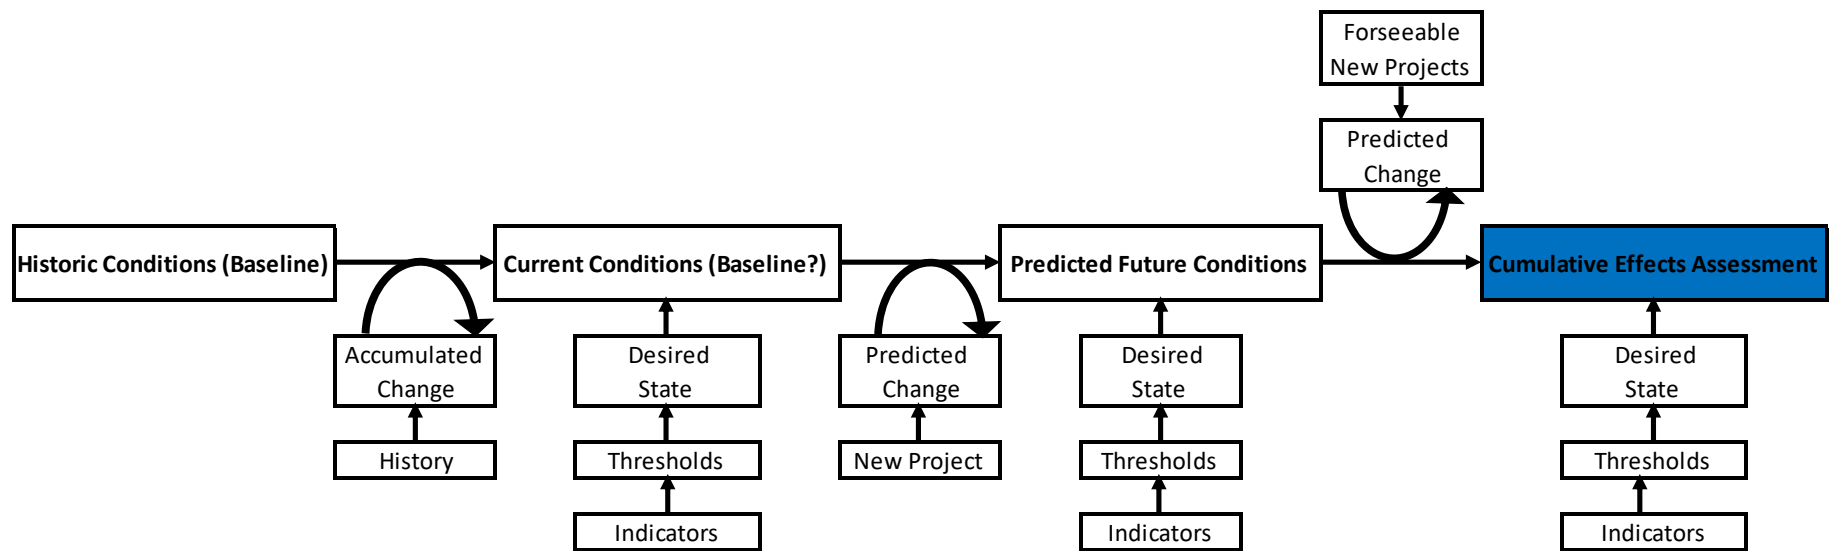 Forseeable
New Projects
Predicted
Change
Historic Conditions (Baseline)
Current Conditions (Baseline?)
Predicted Future Conditions
Cumulative Effects Assessment
Accumulated
Change
History
Desired
State
Thresholds
Indicators
Predicted
Change
New Project
Desired
State
Thresholds
Indicators
Desired
State
Thresholds
Indicators